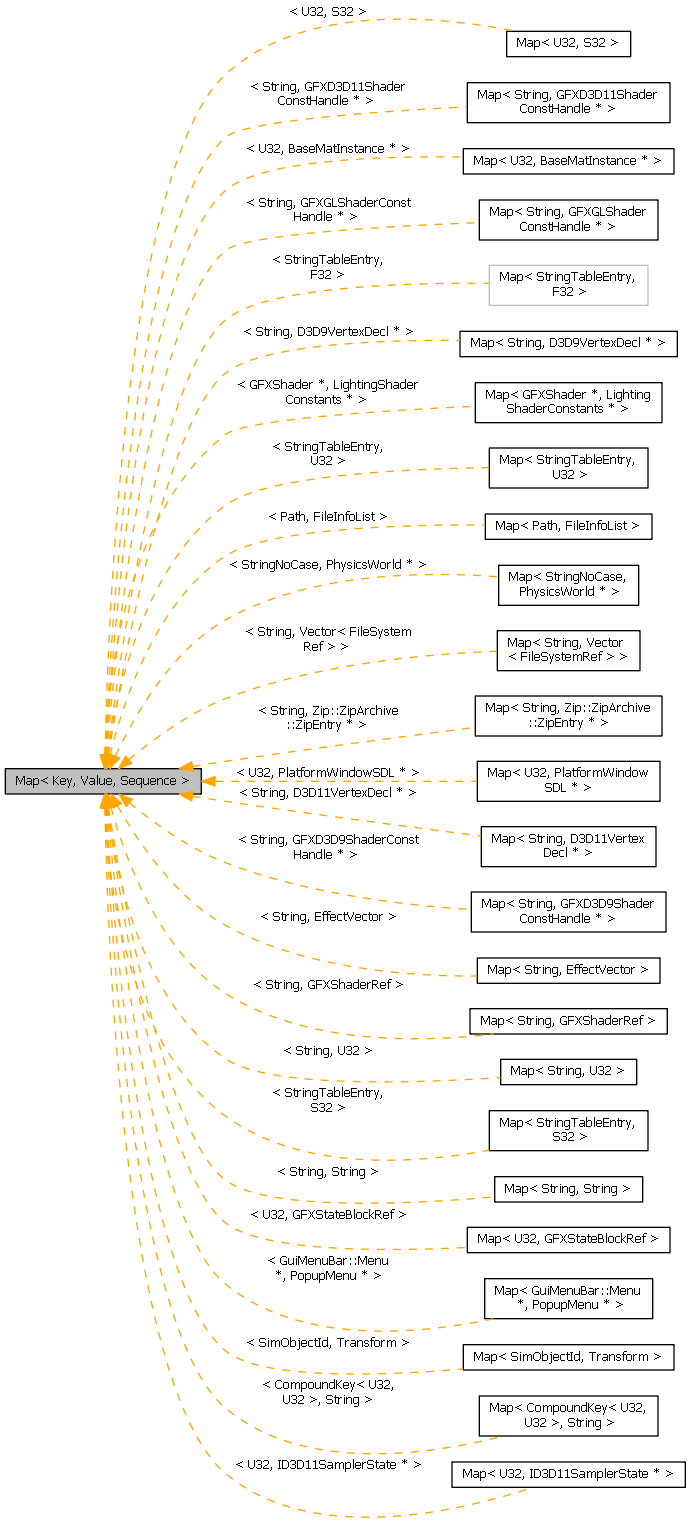 < U32, S32 >
Map< U32, S32 >
< String, GFXD3D11Shader
ConstHandle * >
Map< String, GFXD3D11Shader
ConstHandle * >
< U32, BaseMatInstance * >
Map< U32, BaseMatInstance * >
< String, GFXGLShaderConst
Handle * >
Map< String, GFXGLShader
ConstHandle * >
< StringTableEntry,
F32 >
Map< StringTableEntry,
F32 >
< String, D3D9VertexDecl * >
Map< String, D3D9VertexDecl * >
< GFXShader *, LightingShader
Constants * >
Map< GFXShader *, Lighting
ShaderConstants * >
< StringTableEntry,
U32 >
Map< StringTableEntry,
U32 >
< Path, FileInfoList >
Map< Path, FileInfoList >
< StringNoCase, PhysicsWorld * >
Map< StringNoCase,
PhysicsWorld * >
< String, Vector< FileSystem
Ref > >
Map< String, Vector
< FileSystemRef > >
< String, Zip::ZipArchive
::ZipEntry * >
Map< String, Zip::ZipArchive
::ZipEntry * >
Map< Key, Value, Sequence >
< U32, PlatformWindowSDL * >
Map< U32, PlatformWindow
SDL * >
< String, D3D11VertexDecl * >
Map< String, D3D11Vertex
Decl * >
< String, GFXD3D9ShaderConst
Handle * >
Map< String, GFXD3D9Shader
ConstHandle * >
< String, EffectVector >
Map< String, EffectVector >
< String, GFXShaderRef >
Map< String, GFXShaderRef >
< String, U32 >
Map< String, U32 >
< StringTableEntry,
S32 >
Map< StringTableEntry,
S32 >
< String, String >
Map< String, String >
< U32, GFXStateBlockRef >
Map< U32, GFXStateBlockRef >
< GuiMenuBar::Menu
*, PopupMenu * >
Map< GuiMenuBar::Menu
*, PopupMenu * >
< SimObjectId, Transform >
Map< SimObjectId, Transform >
< CompoundKey< U32,
U32 >, String >
Map< CompoundKey< U32,
U32 >, String >
< U32, ID3D11SamplerState * >
Map< U32, ID3D11SamplerState * >